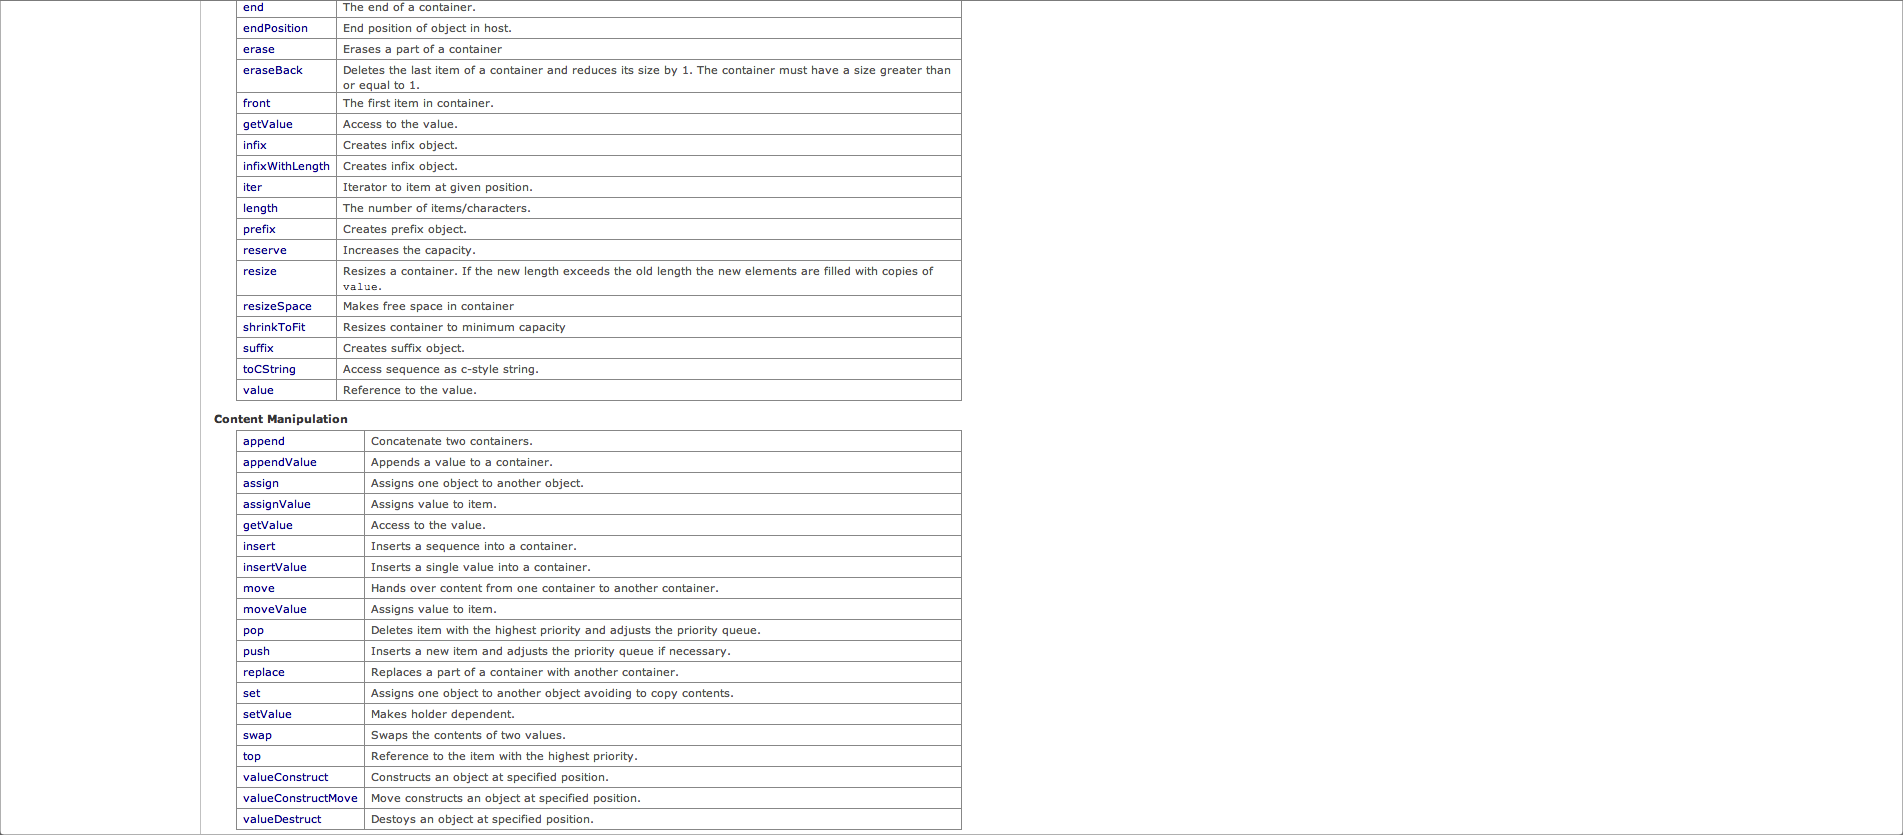 end The end of a container.
endPosition End position of object in host.
erase Erases a part of a container
eraseBack Deletes the last item of a container and reduces its size by 1. The container must have a size greater than
or equal to 1.
front The first item in container.
getValue Access to the value.
infix Creates infix object.
infixWithLength Creates infix object.
iter Iterator to item at given position.
length The number of items/characters.
prefix Creates prefix object.
reserve Increases the capacity.
resize Resizes a container. If the new length exceeds the old length the new elements are filled with copies of
value.
resizeSpace Makes free space in container
shrinkToFit Resizes container to minimum capacity
suffix Creates suffix object.
toCString Access sequence as c-style string.
value Reference to the value.
Content Manipulation
append Concatenate two containers.
appendValue Appends a value to a container.
assign Assigns one object to another object.
assignValue Assigns value to item.
getValue Access to the value.
insert Inserts a sequence into a container.
insertValue Inserts a single value into a container.
move Hands over content from one container to another container.
moveValue Assigns value to item.
pop Deletes item with the highest priority and adjusts the priority queue.
push Inserts a new item and adjusts the priority queue if necessary.
replace Replaces a part of a container with another container.
set Assigns one object to another object avoiding to copy contents.
setValue Makes holder dependent.
swap Swaps the contents of two values.
top Reference to the item with the highest priority.
valueConstruct Constructs an object at specified position.
valueConstructMove Move constructs an object at specified position.
valueDestruct Destoys an object at specified position.